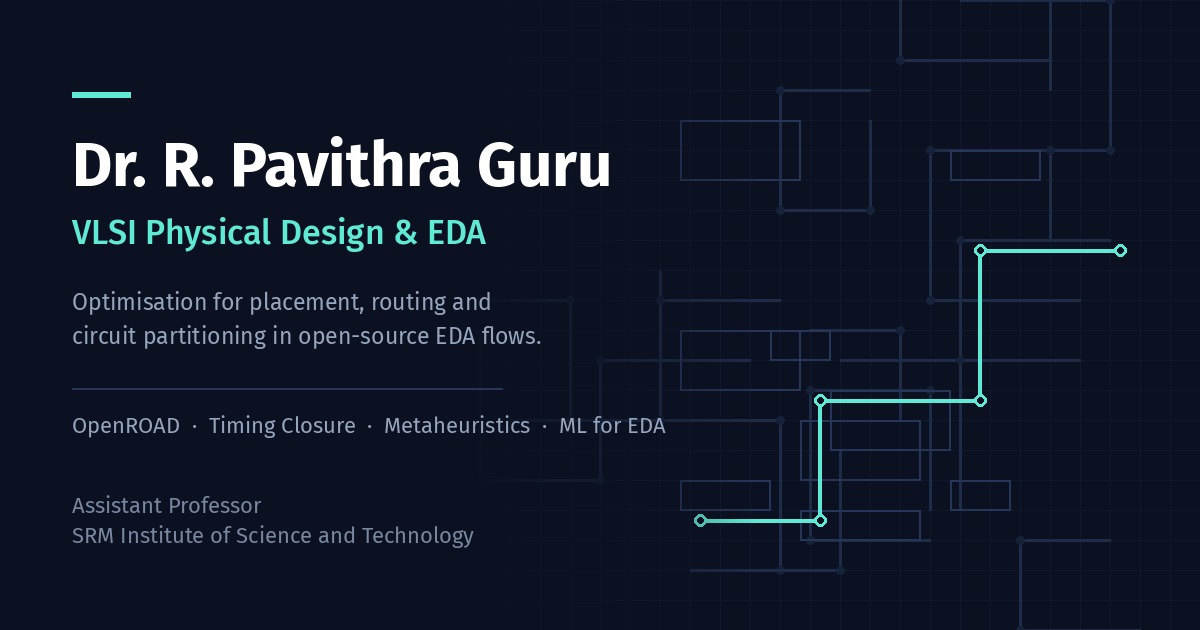 Dr. R. Pavithra Guru
VLSI Physical Design & EDA
Optimisation for placement, routing and
circuit partitioning in open-source EDA flows.
OpenROAD · Timing Closure · Metaheuristics · ML for EDA
Assistant Professor
SRM Institute of Science and Technology